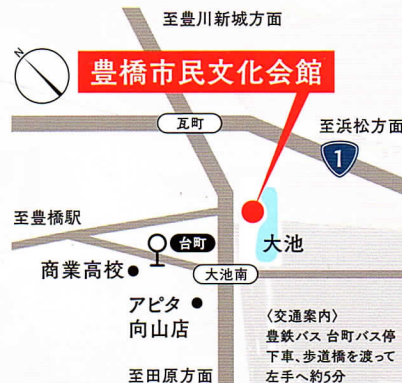 至豊川新城方面
N
豊橋市民文化会館
瓦町
至浜松方面
1
至豊橋駅
台町
大池
商業高校
大池南
アピタ
向山店
〈交通案内〉
豊鉄バス 台町バス停
下車、歩道橋を渡って
左手へ約5分
至田原方面